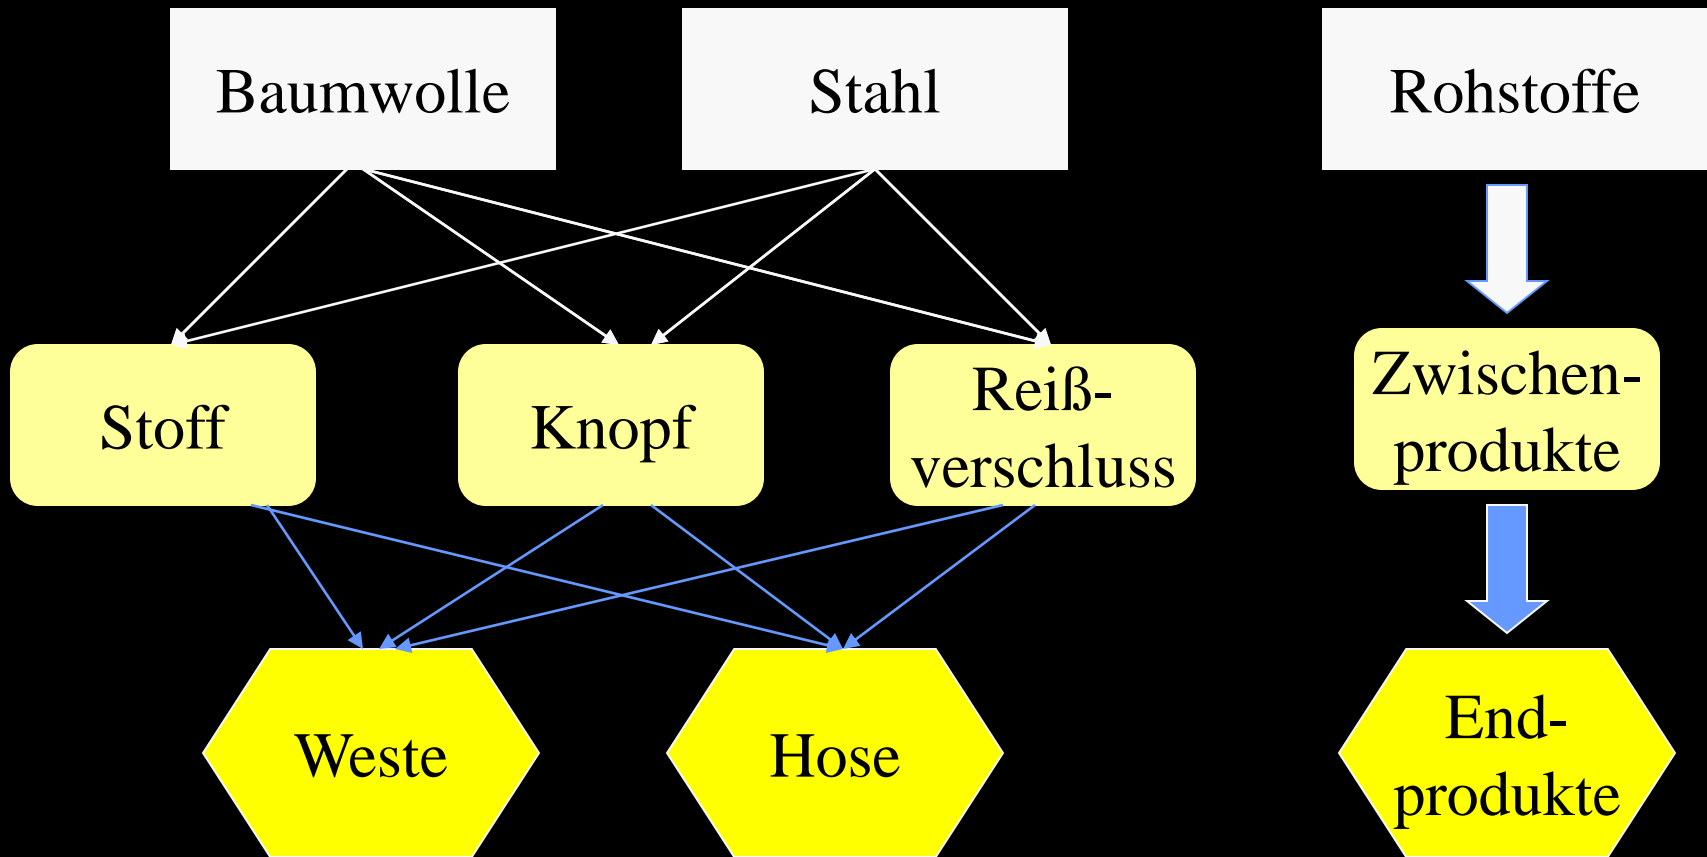 Baumwolle
Stahl
Rohstoffe
Stoff
Knopf
Reiß-
verschluss
Zwischen-
produkte
Weste
Hose
End-
produkte